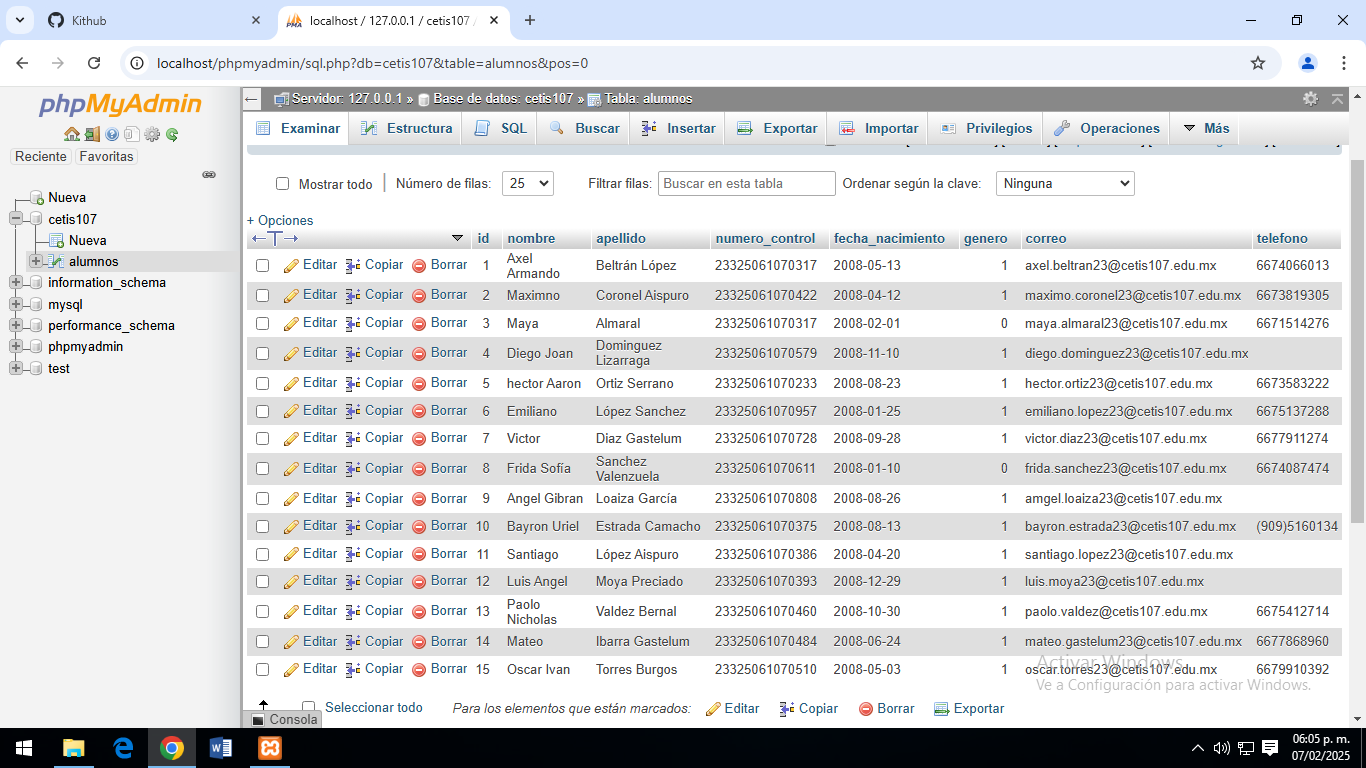 Kithub
localhost / 127.0.0.1 / cetis107 /
localhost/phpmyadmin/sql.php?db=cetis107&table=alumnos&pos=0
phpMyAdmin
Reciente Favoritas
Nueva
cetis107
Nueva
alumnos
information_schema
mysql
performance_schema
phpmyadmin
test
Servidor: 127.0.0.1 » Base de datos: cetis107 » Tabla: alumnos
Examinar Estructura SQL Buscar Insertar Exportar Importar Privilegios Operaciones Más
Mostrar todo Número de filas: 25 Filtrar filas: Buscar en esta tabla Ordenar según la clave: Ninguna
+ Opciones
id nombre apellido numero_control fecha_nacimiento genero correo telefono
Editar Copiar Borrar 1 Axel Armando Beltrán López 23325061070317 2008-05-13 1 axel.beltran23@cetis107.edu.mx 6674066013
Editar Copiar Borrar 2 Maximno Coronel Aispuro 23325061070422 2008-04-12 1 maximo.coronel23@cetis107.edu.mx 6673819305
Editar Copiar Borrar 3 Maya Almaral 23325061070317 2008-02-01 0 maya.almaral23@cetis107.edu.mx 6671514276
Editar Copiar Borrar 4 Diego Joan Dominguez Lizarraga 23325061070579 2008-11-10 1 diego.dominguez23@cetis107.edu.mx
Editar Copiar Borrar 5 hector Aaron Ortiz Serrano 23325061070233 2008-08-23 1 hector.ortiz23@cetis107.edu.mx 6673583222
Editar Copiar Borrar 6 Emiliano López Sanchez 23325061070957 2008-01-25 1 emiliano.lopez23@cetis107.edu.mx 6675137288
Editar Copiar Borrar 7 Victor Diaz Gastelum 23325061070728 2008-09-28 1 victor.diaz23@cetis107.edu.mx 6677911274
Editar Copiar Borrar 8 Frida Sofía Sanchez Valenzuela 23325061070611 2008-01-10 0 frida.sanchez23@cetis107.edu.mx 6674087474
Editar Copiar Borrar 9 Angel Gibran Loaiza García 23325061070808 2008-08-26 1 amgel.loaiza23@cetis107.edu.mx
Editar Copiar Borrar 10 Bayron Uriel Estrada Camacho 23325061070375 2008-08-13 1 bayron.estrada23@cetis107.edu.mx (909)5160134
Editar Copiar Borrar 11 Santiago López Aispuro 23325061070386 2008-04-20 1 santiago.lopez23@cetis107.edu.mx
Editar Copiar Borrar 12 Luis Angel Moya Preciado 23325061070393 2008-12-29 1 luis.moya23@cetis107.edu.mx
Editar Copiar Borrar 13 Paolo Nicholas Valdez Bernal 23325061070460 2008-10-30 1 paolo.valdez@cetis107.edu.mx 6675412714
Editar Copiar Borrar 14 Mateo Ibarra Gastelum 23325061070484 2008-06-24 1 mateo.gastelum23@cetis107.edu.mx 6677868960
Editar Copiar Borrar 15 Oscar Ivan Torres Burgos 23325061070510 2008-05-03 1 oscar.torres23@cetis107.edu.mx 6679910392
Activar Windows
Ve a Configuración para activar Windows.
Seleccionar todo Para los elementos que están marcados: Editar Copiar Borrar Exportar
Consola
06:05 p. m.
07/02/2025